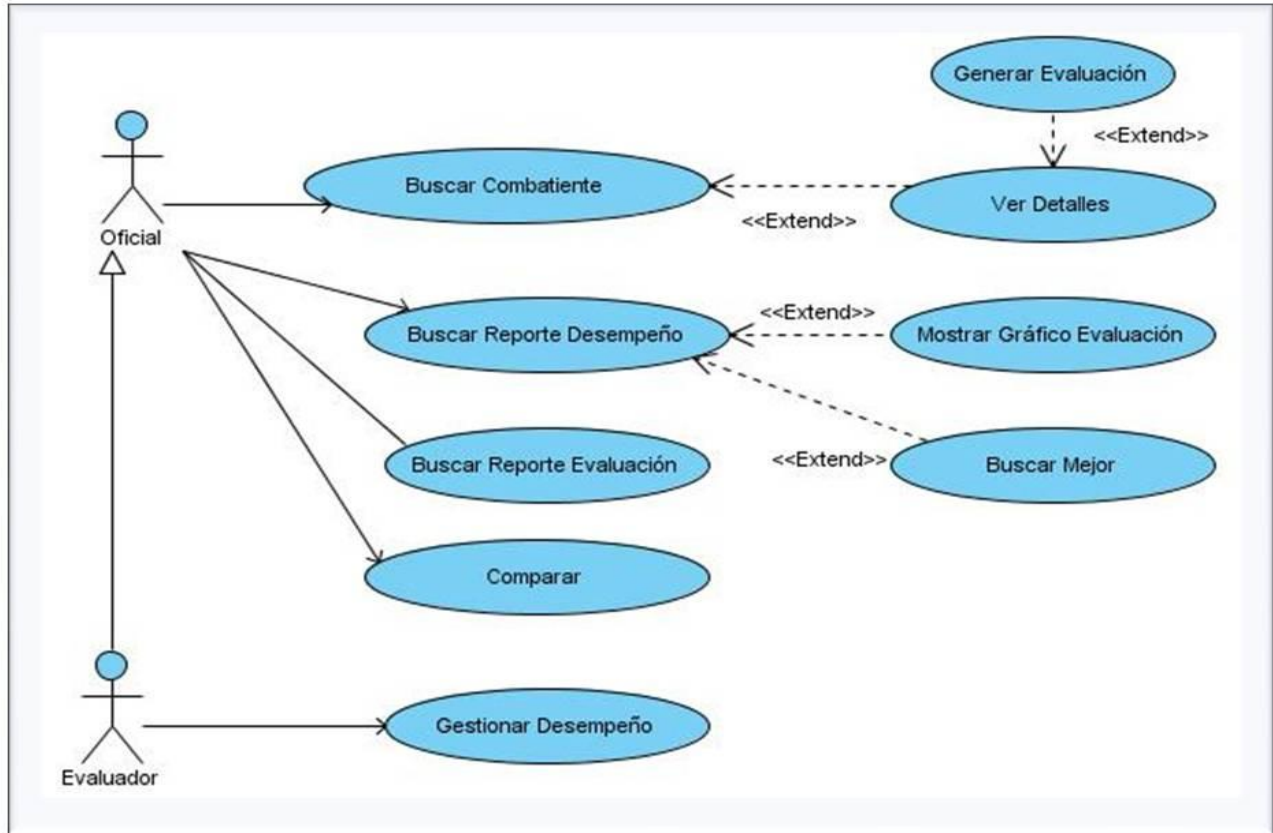 Generar Evaluación
<<Extend>>
Buscar Combatiente
Ver Detalles
<<Extend>>
Oficial
<<Extend>>
Buscar Reporte Desempeño
Mostrar Gráfico Evaluación
Buscar Reporte Evaluación
<<Extend>>
Buscar Mejor
Comparar
Gestionar Desempeño
Evaluador